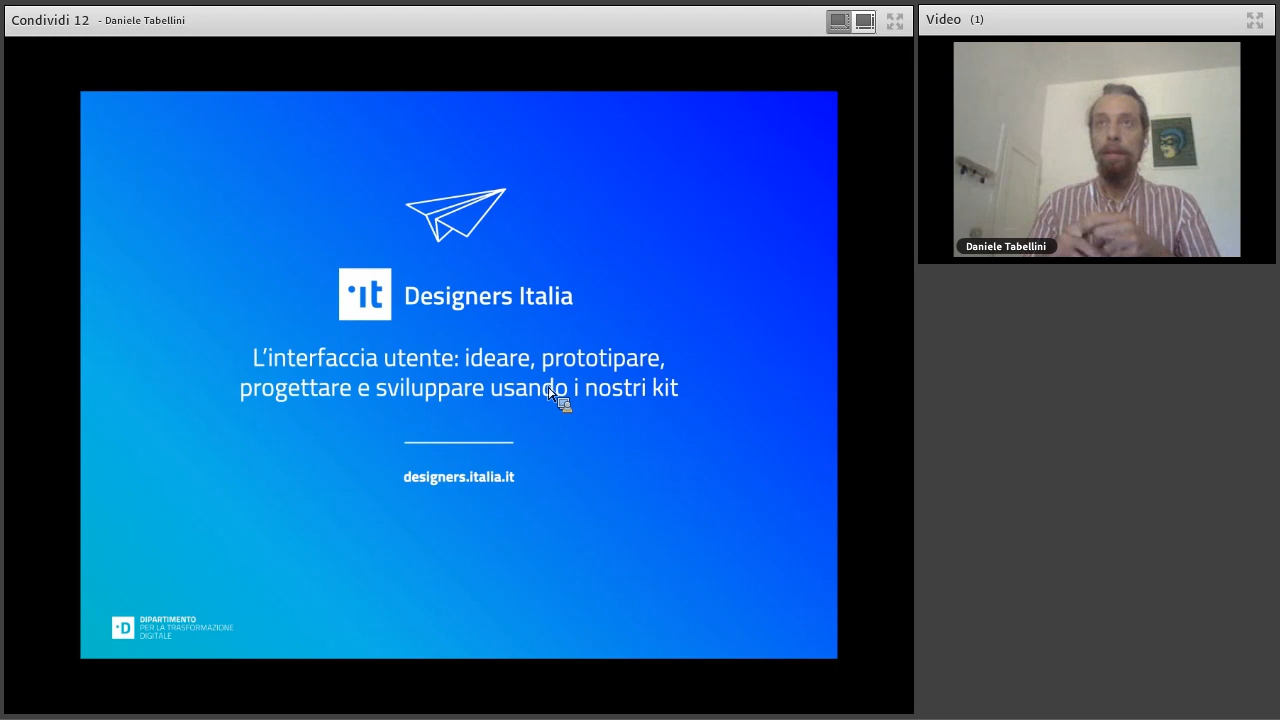 Condividi 12 - Daniele Tabellini
Video (1)
Daniele Tabellini
·it Designers Italia
L’interfaccia utente: ideare, prototipare,
progettare e sviluppare usando i nostri kit
designers.italia.it
·D
DIPARTIMENTO
PER LA TRASFORMAZIONE
DIGITALE